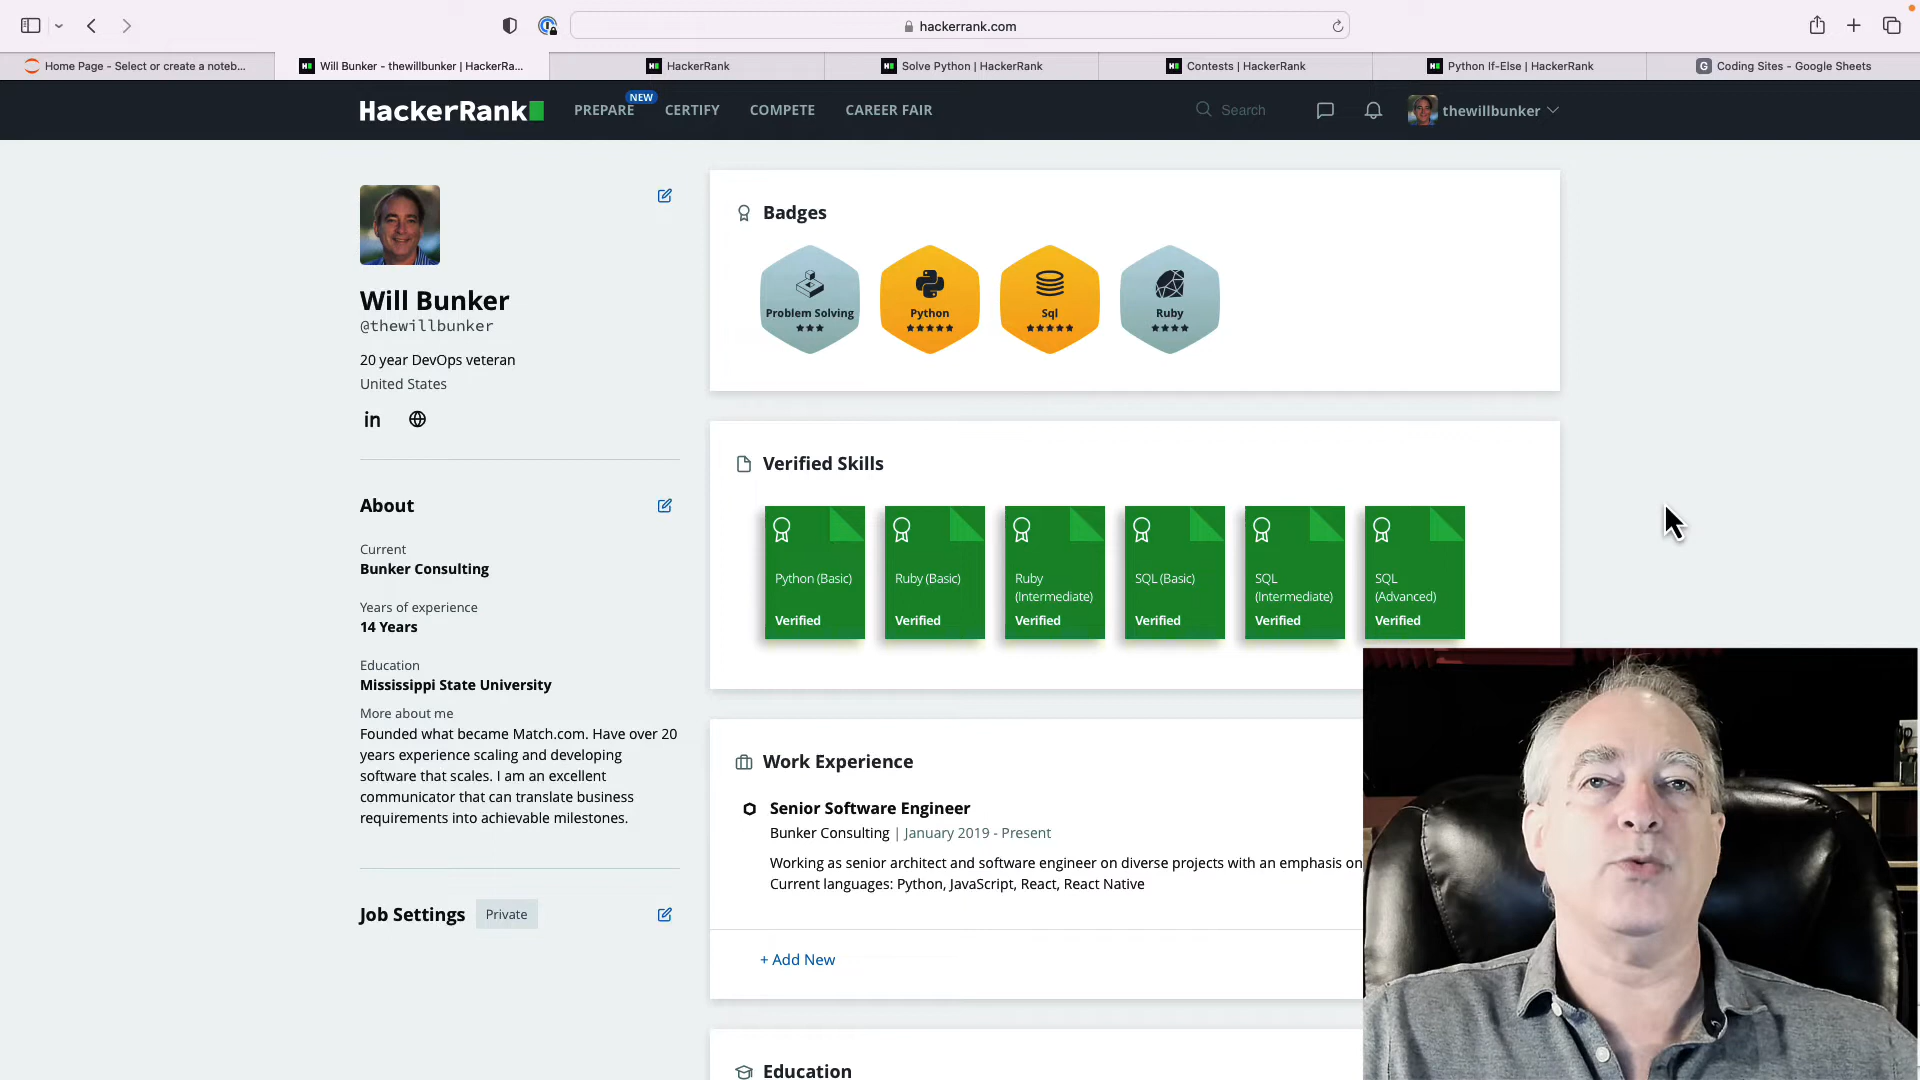 hackerrank.com
Home Page - Select or create a noteb...
Will Bunker - thewillbunker | HackerRa...
HackerRank
Solve Python | HackerRank
Contests | HackerRank
Python If-Else | HackerRank
G
Coding Sites - Google Sheets
HackerRank
PREPARE
NEW
CERTIFY
COMPETE
CAREER FAIR
Search
thewillbunker
Will Bunker
@thewillbunker
20 year DevOps veteran
United States
in
About
Current
Bunker Consulting
Years of experience
14 Years
Education
Mississippi State University
More about me
Founded what became Match.com. Have over 20
years experience scaling and developing
software that scales. I am an excellent
communicator that can translate business
requirements into achievable milestones.
Job Settings
Private
Badges
Problem Solving
Python
Sql
Ruby
Verified Skills
Python (Basic)
Verified
Ruby (Basic)
Verified
Ruby
(Intermediate)
Verified
SQL (Basic)
Verified
SQL
(Intermediate)
Verified
SQL
(Advanced)
Verified
Work Experience
Senior Software Engineer
Bunker Consulting | January 2019 - Present
Working as senior architect and software engineer on diverse projects with an emphasis on
Current languages: Python, JavaScript, React, React Native
+ Add New
Education